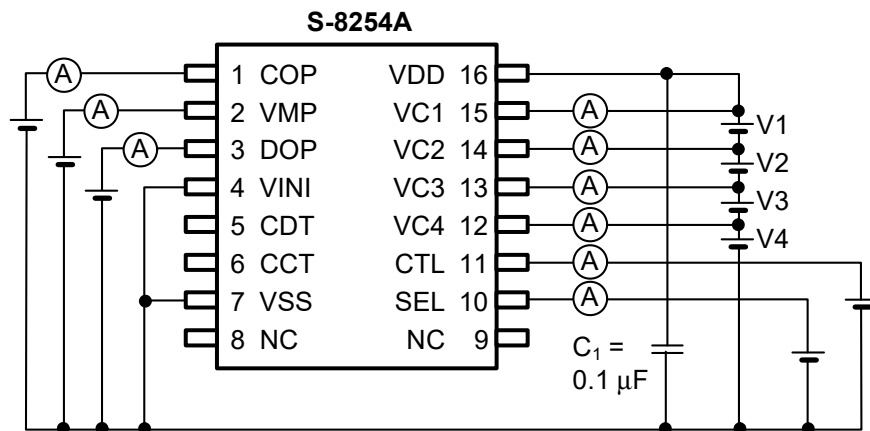 S-8254A
A 1 COP VDD 16
A 2 VMP VC1 15 A V1
A 3 DOP VC2 14 A V2
4 VINI VC3 13 A V3
5 CDT VC4 12 A V4
6 CCT CTL 11 A
7 VSS SEL 10 A
8 NC NC 9
C₁ =
0.1 μF